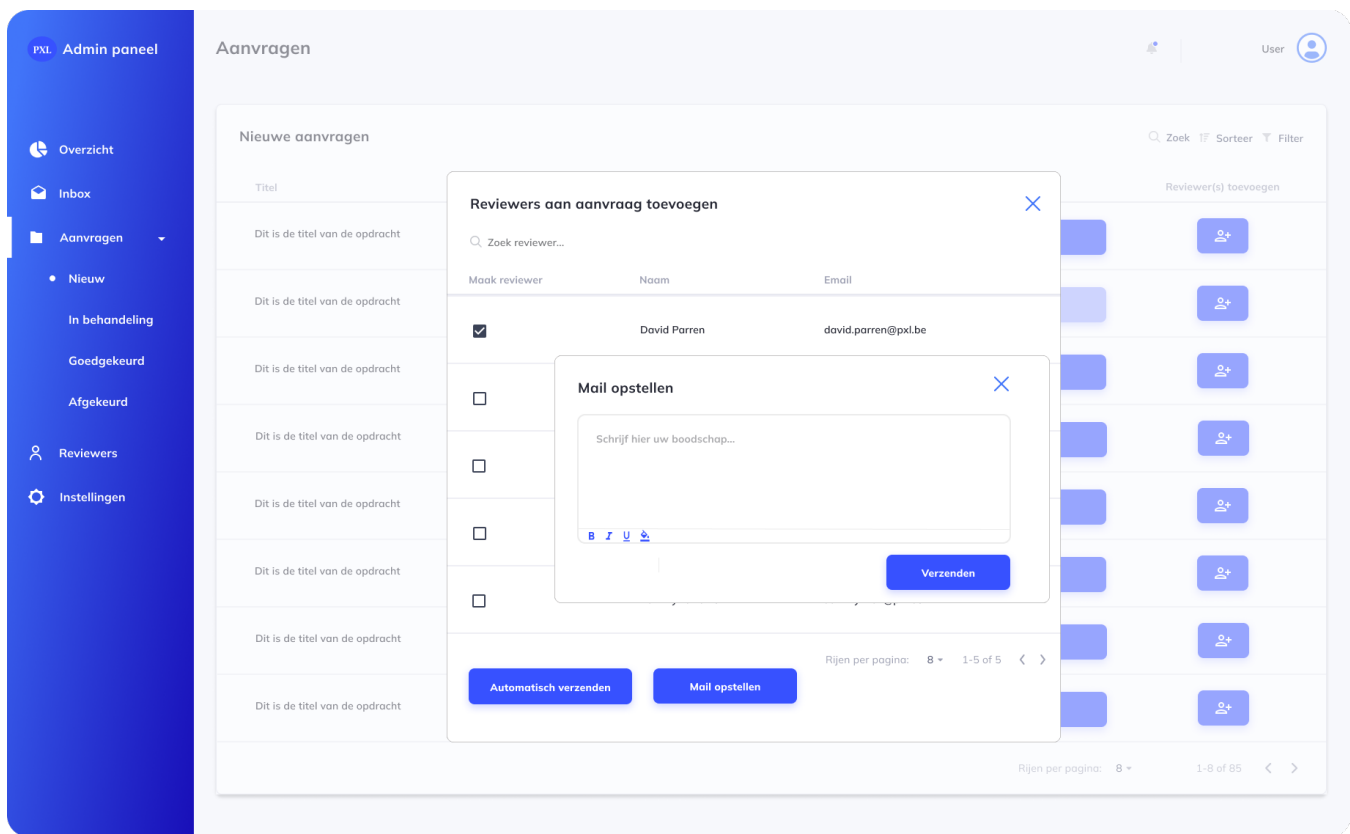 PXL Admin paneel
Aanvragen
User
Overzicht
Inbox
Aanvragen
Nieuw
In behandeling
Goedgekeurd
Afgekeurd
Reviewers
Instellingen
Nieuwe aanvragen
Zoek Sorteer Filter
Titel
Reviewer(s) toevoegen
Dit is de titel van de opdracht
Dit is de titel van de opdracht
Dit is de titel van de opdracht
Dit is de titel van de opdracht
Dit is de titel van de opdracht
Dit is de titel van de opdracht
Dit is de titel van de opdracht
Dit is de titel van de opdracht
Rijen per pagina: 8 1-8 of 85
Reviewers aan aanvraag toevoegen
Zoek reviewer...
Maak reviewer Naam Email
David Parren david.parren@pxl.be
Rijen per pagina: 8 1-5 of 5
Automatisch verzenden Mail opstellen
Mail opstellen
Schrijf hier uw boodschap...
B I U
Verzenden